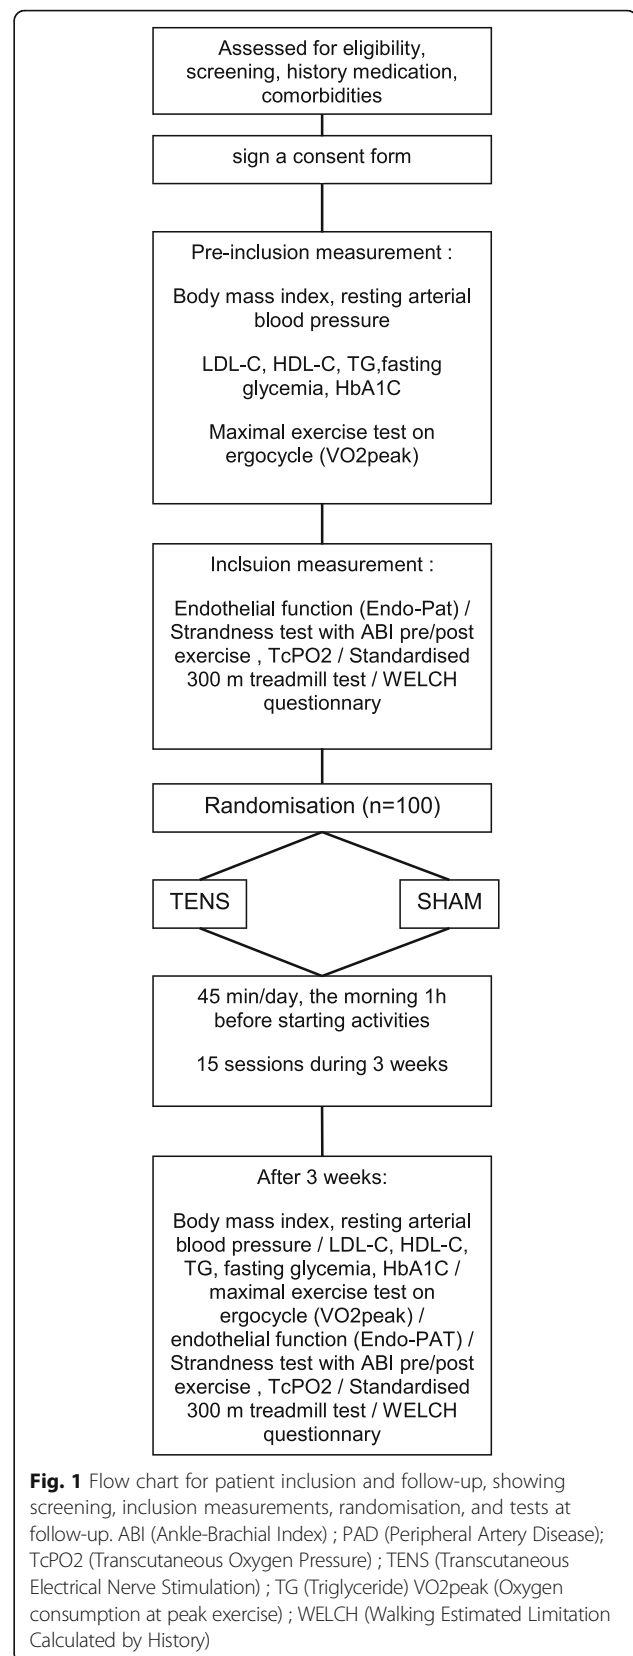 Assessed for eligibility,
screening, history medication,
comorbidities
sign a consent form
Pre-inclusion measurement :
Body mass index, resting arterial
blood pressure
LDL-C, HDL-C, TG,fasting
glycemia, HbA1C
Maximal exercise test on
ergocycle (VO2peak)
Inclsuion measurement :
Endothelial function (Endo-Pat) /
Strandness test with ABI pre/post
exercise , TcPO2 / Standardised
300 m treadmill test / WELCH
questionnary
Randomisation (n=100)
TENS
SHAM
45 min/day, the morning 1h
before starting activities
15 sessions during 3 weeks
After 3 weeks:
Body mass index, resting arterial
blood pressure / LDL-C, HDL-C,
TG, fasting glycemia, HbA1C /
maximal exercise test on
ergocycle (VO2peak) /
endothelial function (Endo-PAT) /
Strandness test with ABI pre/post
exercise , TcPO2 / Standardised
300 m treadmill test / WELCH
questionnary
Fig. 1 Flow chart for patient inclusion and follow-up, showing
screening, inclusion measurements, randomisation, and tests at
follow-up. ABI (Ankle-Brachial Index) ; PAD (Peripheral Artery Disease);
TcPO2 (Transcutaneous Oxygen Pressure) ; TENS (Transcutaneous
Electrical Nerve Stimulation) ; TG (Triglyceride) VO2peak (Oxygen
consumption at peak exercise) ; WELCH (Walking Estimated Limitation
Calculated by History)